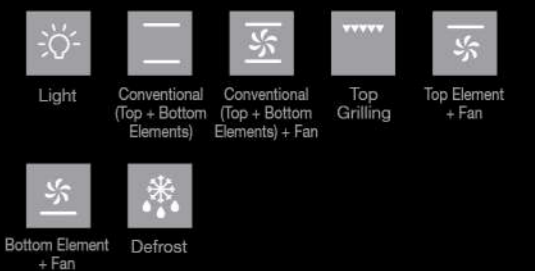 Light
Conventional
(Top + Bottom
Elements)
Conventional
(Top + Bottom
Elements) + Fan
Top
Grilling
Top Element
+ Fan
Bottom Element
+ Fan
Defrost